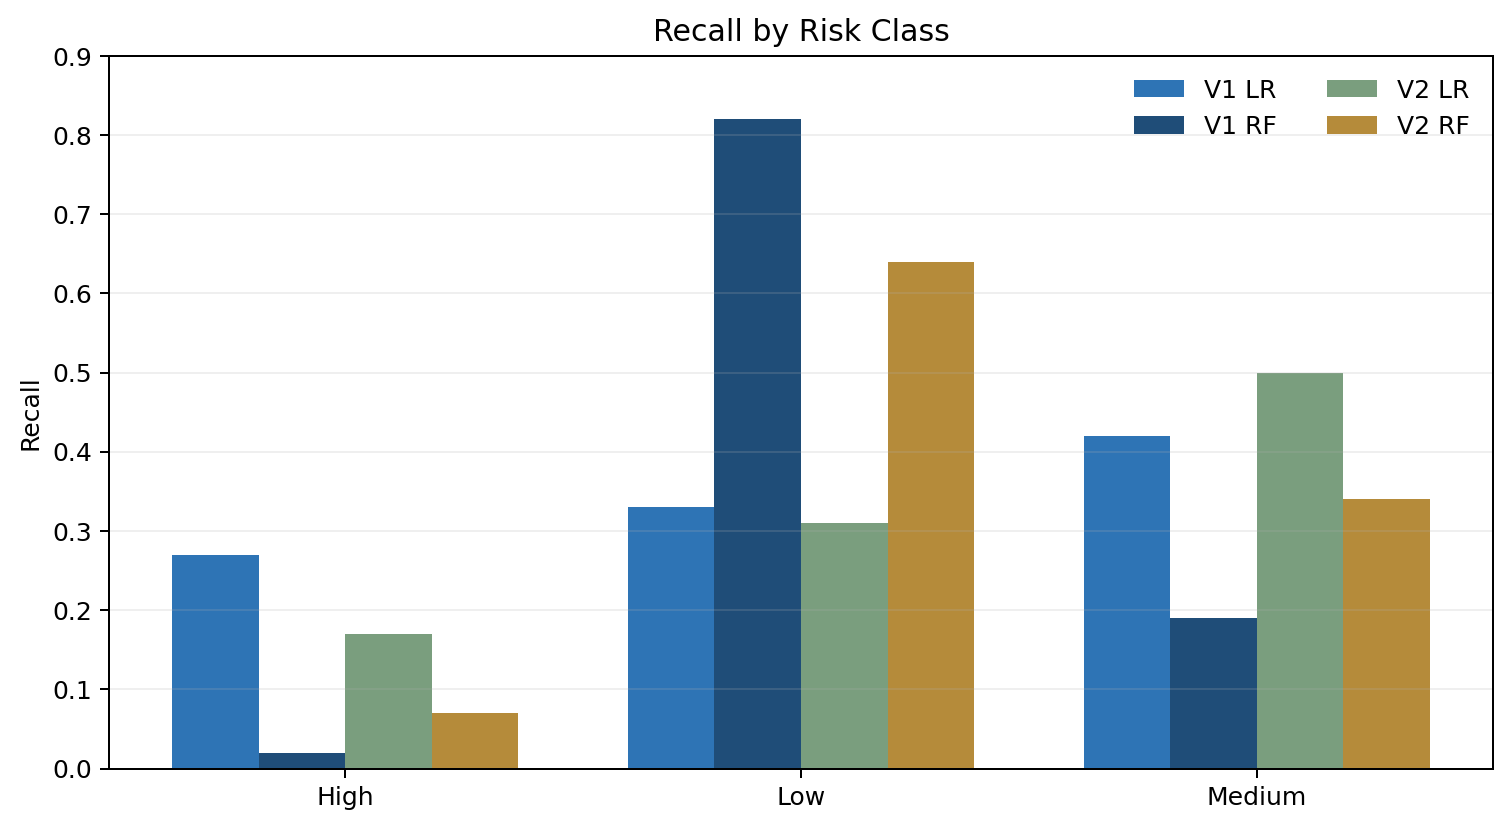 Recall by Risk Class
V1 LR
V1 RF
V2 LR
V2 RF
Recall
0.9
0.8
0.7
0.6
0.5
0.4
0.3
0.2
0.1
0.0
High
Low
Medium